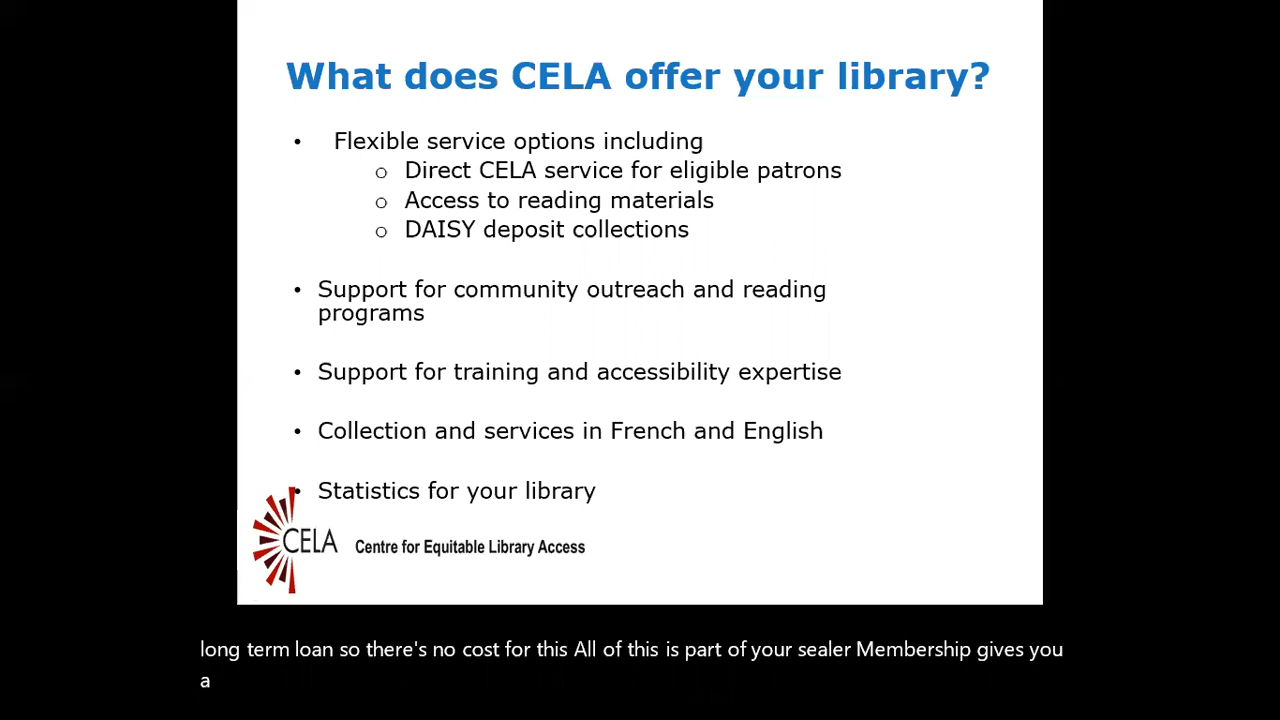 What does CELA offer your library?
• Flexible service options including
o Direct CELA service for eligible patrons
o Access to reading materials
o DAISY deposit collections
• Support for community outreach and reading
programs
• Support for training and accessibility expertise
• Collection and services in French and English
• Statistics for your library
CELA Centre for Equitable Library Access
long term loan so there's no cost for this All of this is part of your sealer Membership gives you
a